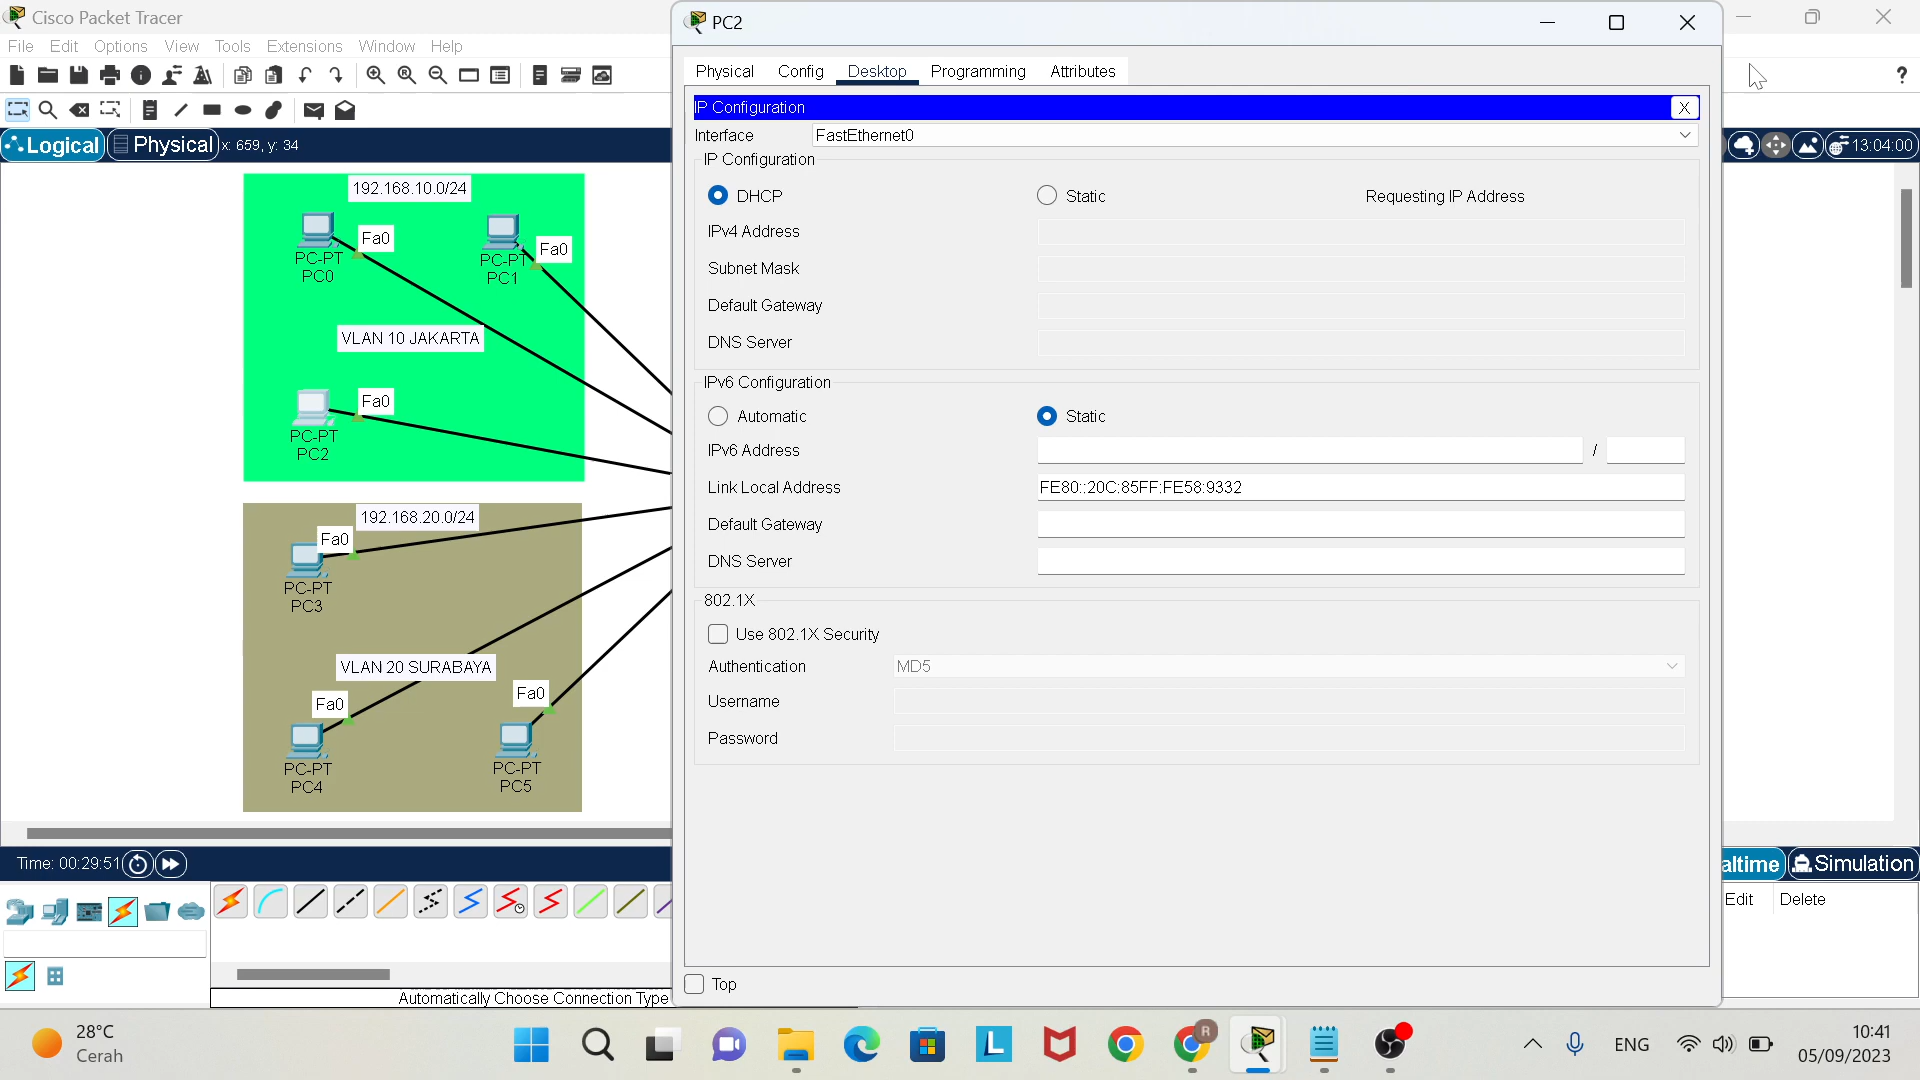 Cisco Packet Tracer
File Edit Options View Tools Extensions Window Help
Logical Physical x: 659, y: 34
192.168.10.0/24
Fa0
Fa0
PC-PT
PC0
PC-PT
PC1
VLAN 10 JAKARTA
Fa0
PC-PT
PC2
192.168.20.0/24
Fa0
PC-PT
PC3
VLAN 20 SURABAYA
Fa0
Fa0
PC-PT
PC4
PC-PT
PC5
Time: 00:29:51
Automatically Choose Connection Type
PC2
Physical Config Desktop Programming Attributes
IP Configuration X
Interface FastEthernet0
IP Configuration
DHCP Static Requesting IP Address
IPv4 Address
Subnet Mask
Default Gateway
DNS Server
IPv6 Configuration
Automatic Static
IPv6 Address /
Link Local Address FE80::20C:85FF:FE58:9332
Default Gateway
DNS Server
802.1X
Use 802.1X Security
Authentication MD5
Username
Password
Top
?
13:04:00
altime Simulation
Edit Delete
28°C
Cerah
L
R
ENG
10:41
05/09/2023